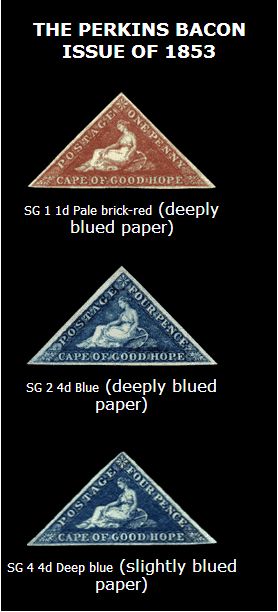 THE PERKINS BACON
ISSUE OF 1853
POSTAGE ONE PENNY
CAPE OF GOOD HOPE
SG 1 1d Pale brick-red (deeply
blued paper)
POSTAGE FOUR PENCE
CAPE OF GOOD HOPE
SG 2 4d Blue (deeply blued
paper)
POSTAGE FOUR PENCE
CAPE OF GOOD HOPE
SG 4 4d Deep blue (slightly blued
paper)